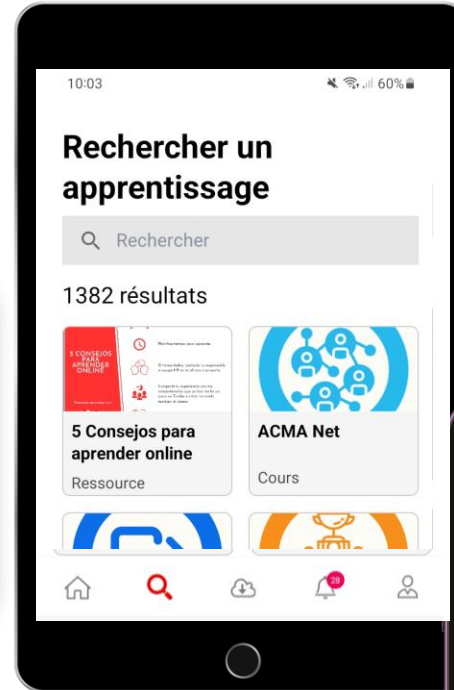 10:03
60%
Rechercher un
apprentissage
Rechercher
1382 résultats
5 CONSEJOS
PARA
APRENDER
ONLINE
5 Consejos para
aprender online
Ressource
ACMA Net
Cours
28